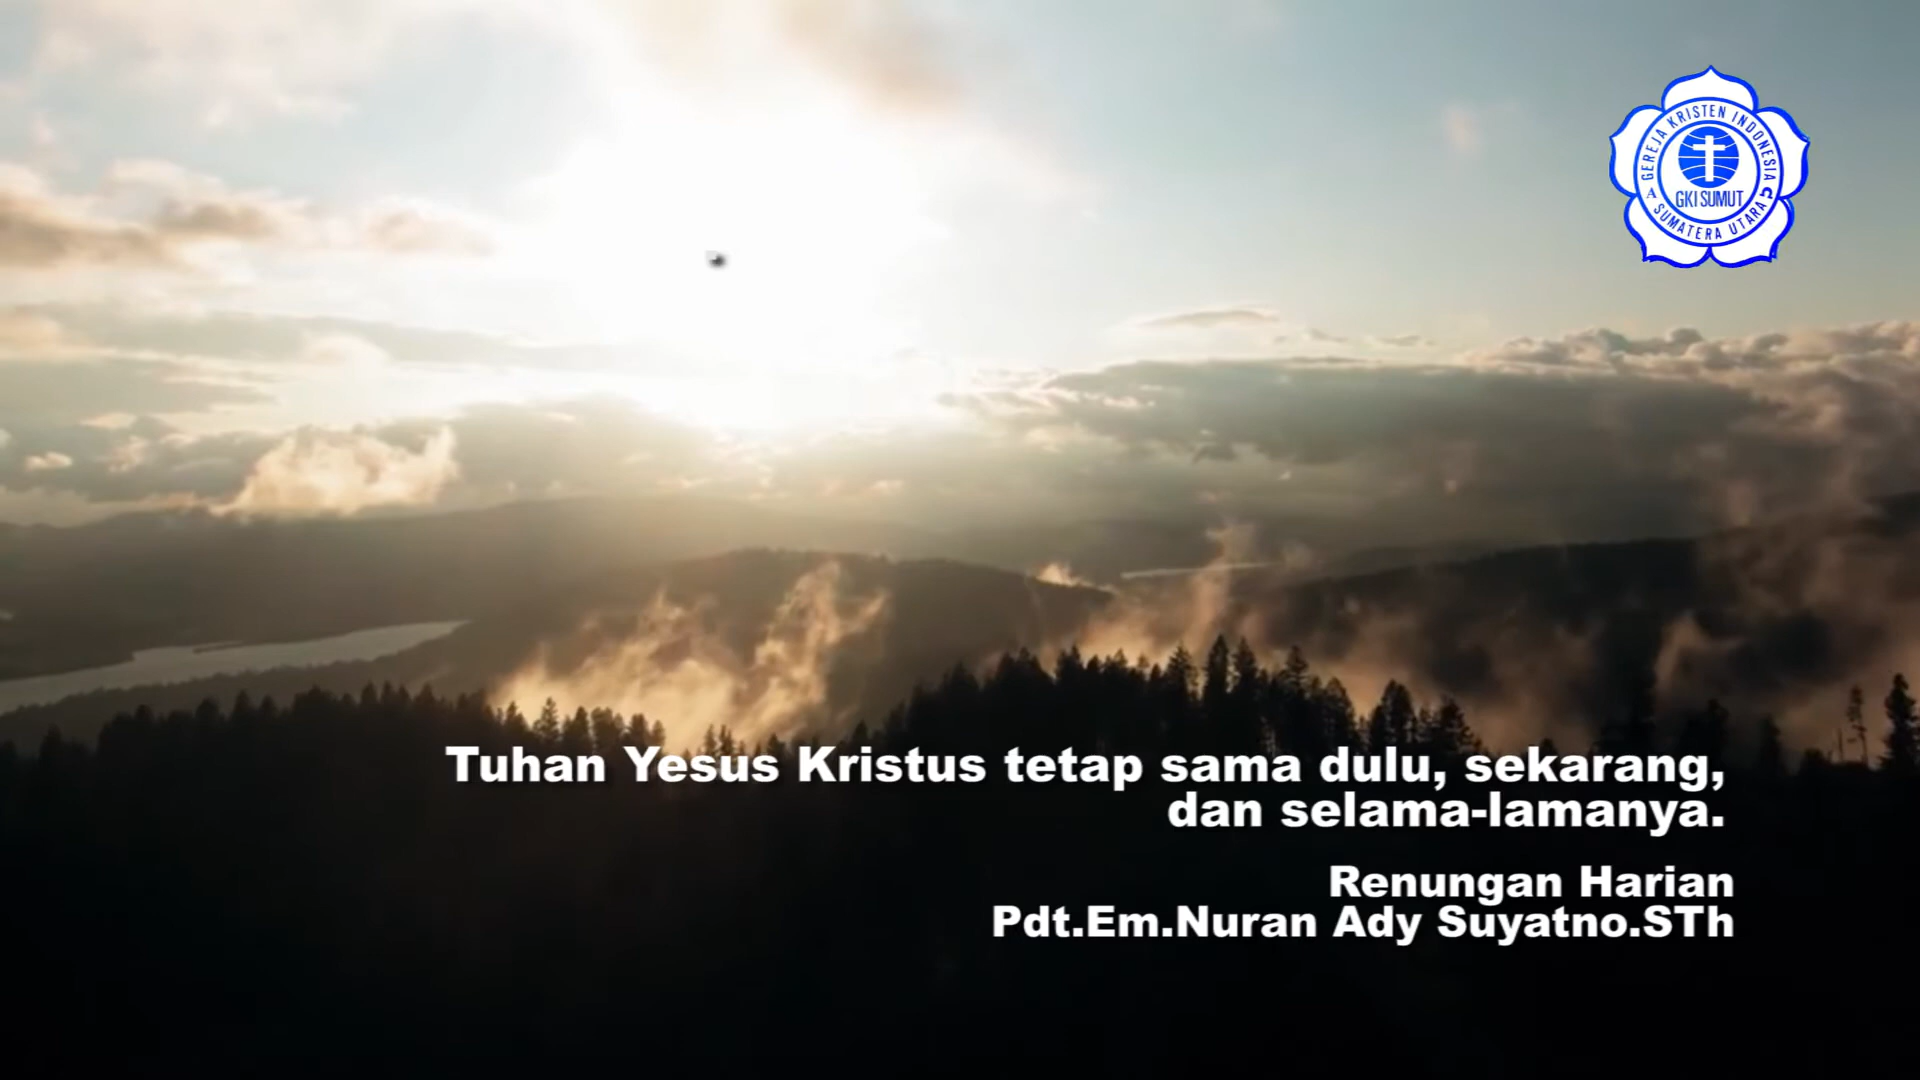 GEREJA KRISTEN INDONESIA
GKI SUMUT
SUMATERA UTARA
Tuhan Yesus Kristus tetap sama dulu, sekarang,
dan selama-lamanya.
Renungan Harian
Pdt.Em.Nuran Ady Suyatno.STh